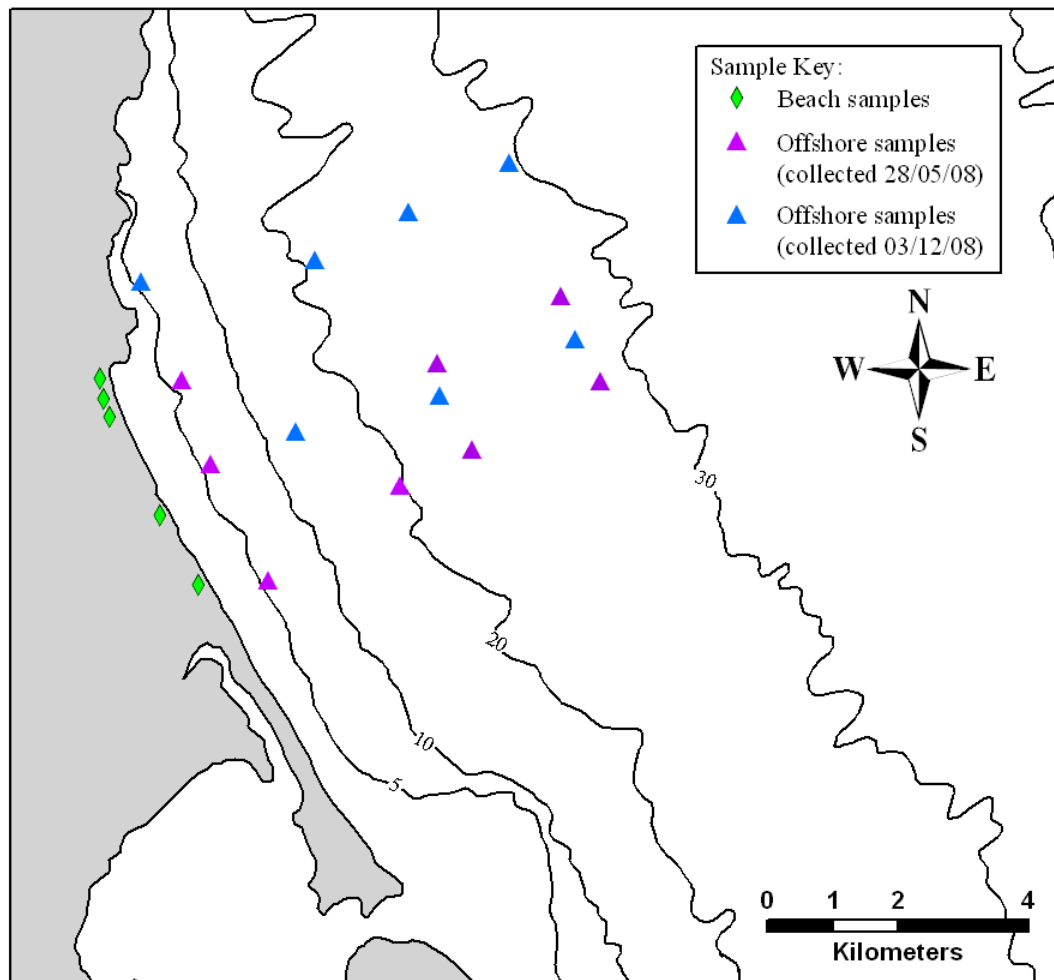 Sample Key:
Beach samples
Offshore samples
(collected 28/05/08)
Offshore samples
(collected 03/12/08)
N
W E
S
30
20
10
5
0 1 2 4
Kilometers